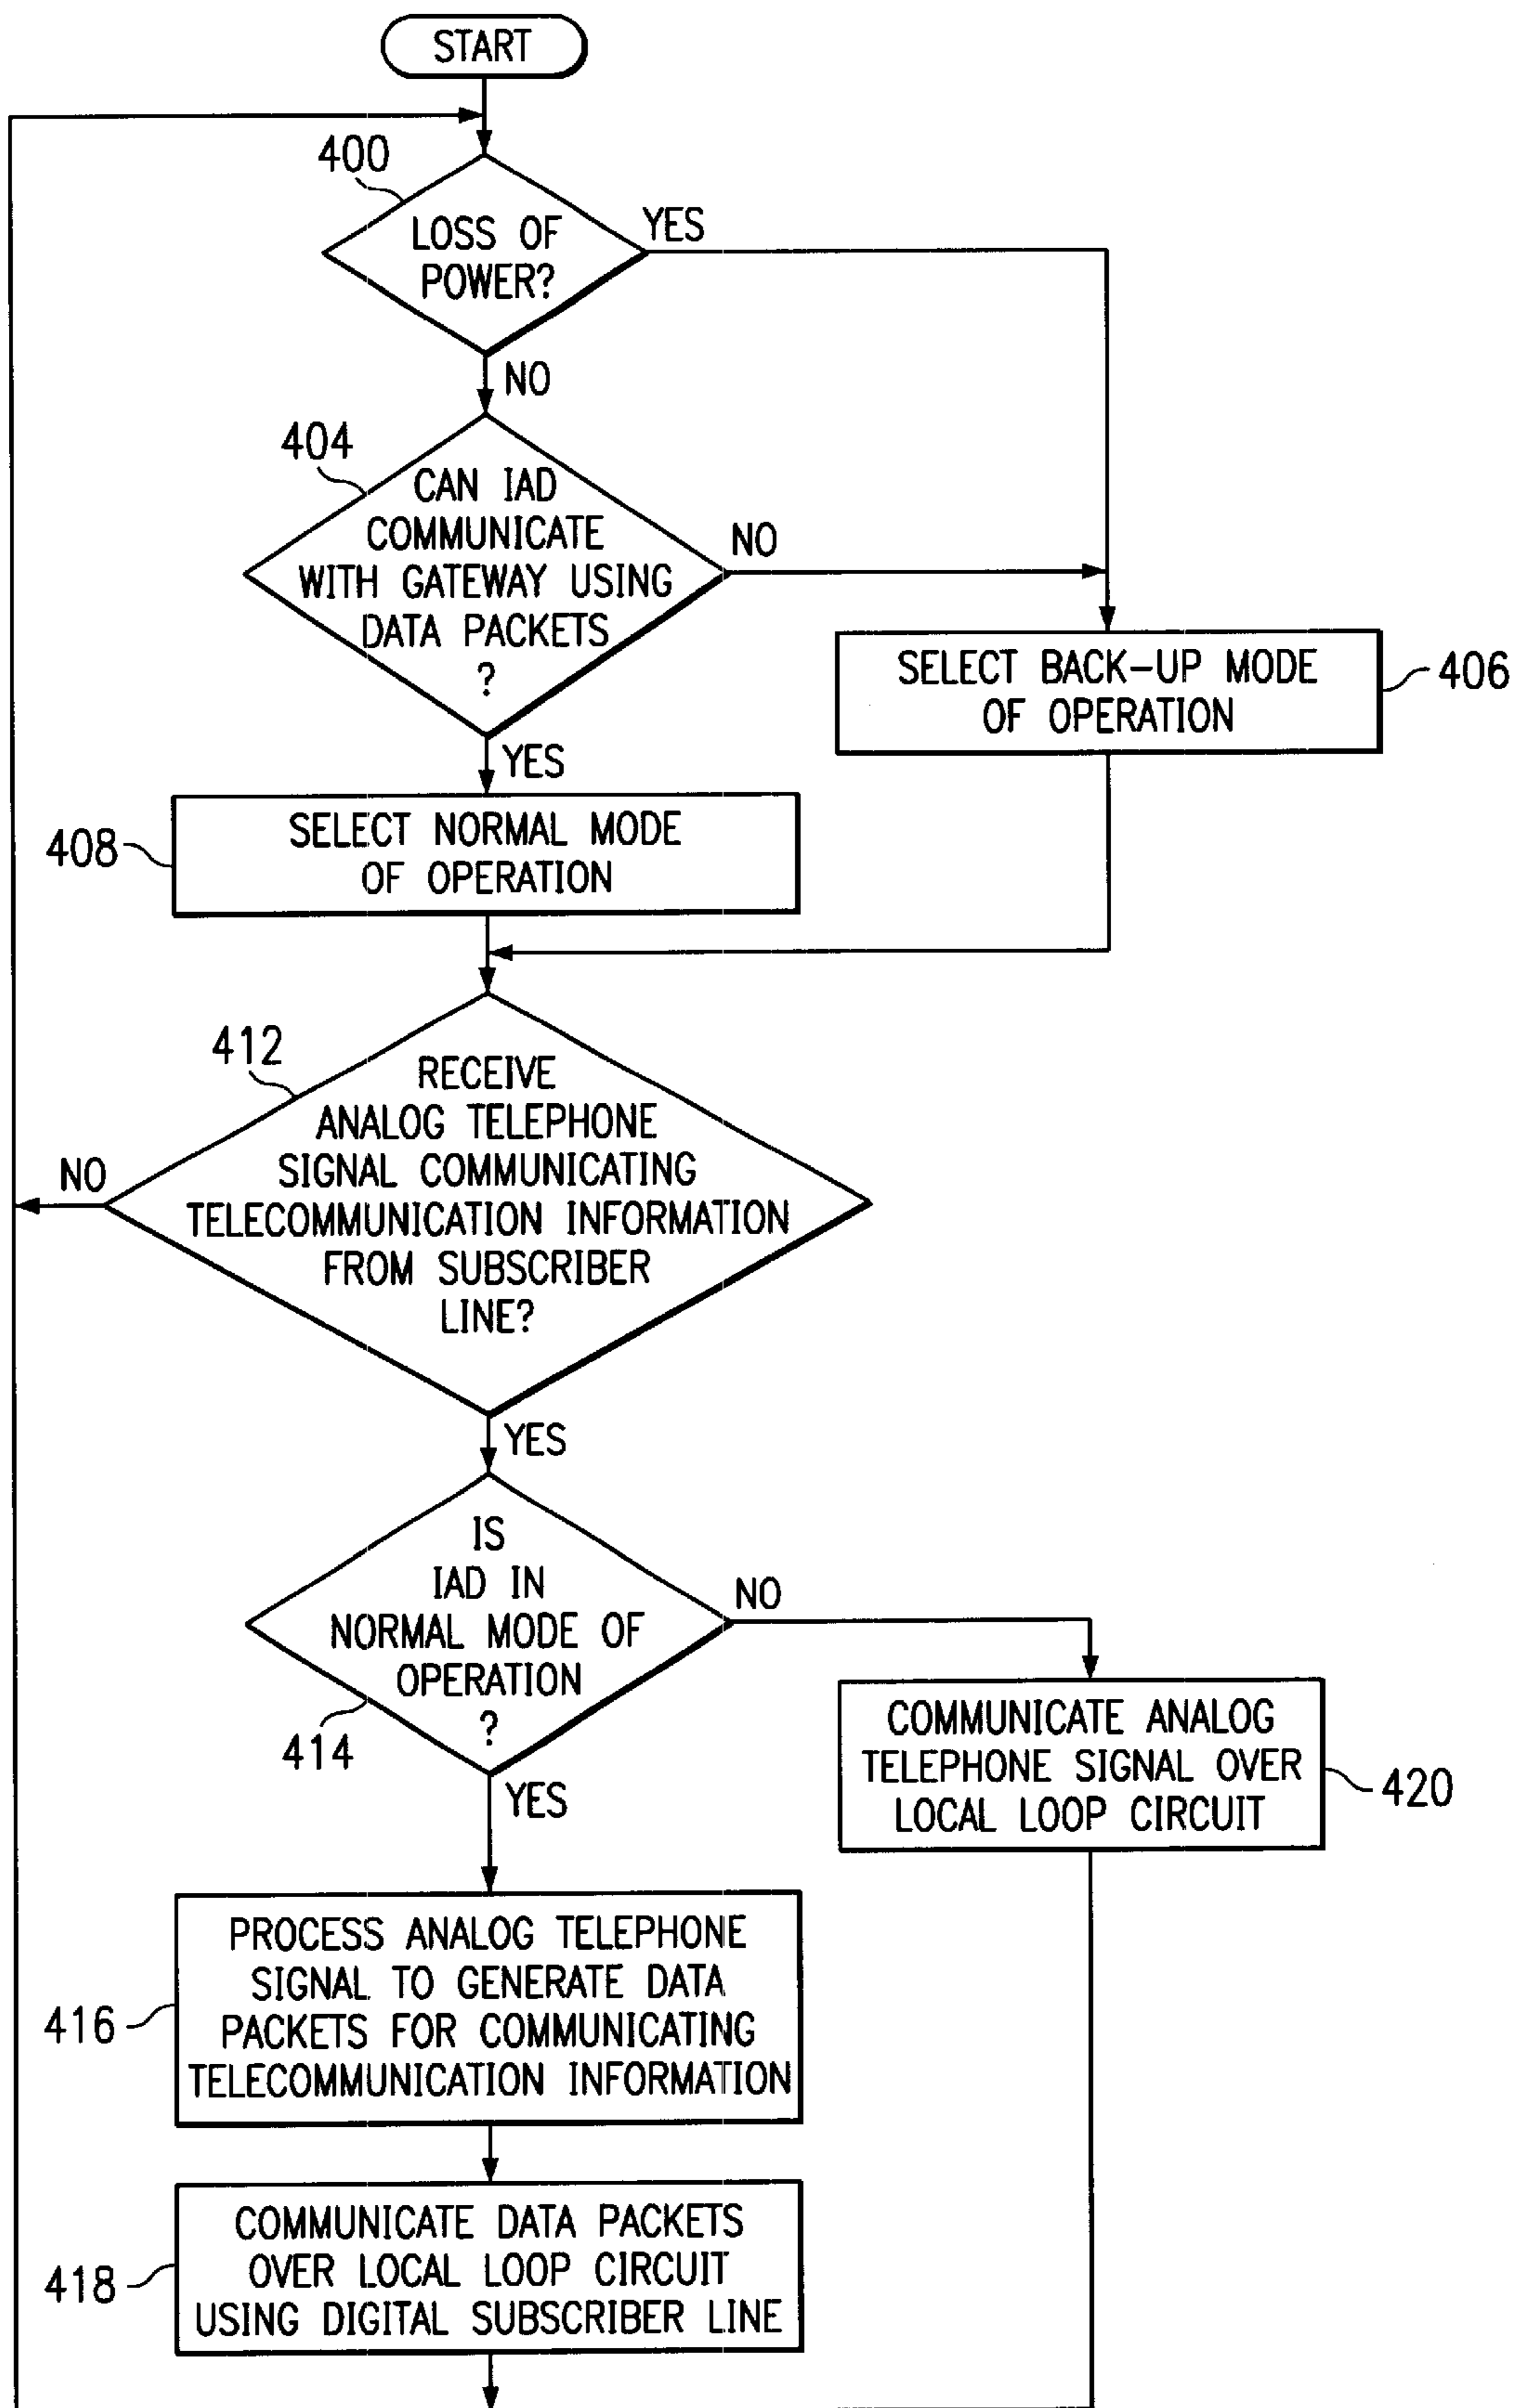 START
400
LOSS OF
POWER?
YES
NO
404
CAN IAD
COMMUNICATE
WITH GATEWAY USING
DATA PACKETS
?
NO
YES
SELECT BACK-UP MODE
OF OPERATION
406
408
SELECT NORMAL MODE
OF OPERATION
412
RECEIVE
ANALOG TELEPHONE
SIGNAL COMMUNICATING
TELECOMMUNICATION INFORMATION
FROM SUBSCRIBER
LINE?
NO
YES
IS
IAD IN
NORMAL MODE OF
OPERATION
?
414
NO
YES
COMMUNICATE ANALOG
TELEPHONE SIGNAL OVER
LOCAL LOOP CIRCUIT
420
416
PROCESS ANALOG TELEPHONE
SIGNAL TO GENERATE DATA
PACKETS FOR COMMUNICATING
TELECOMMUNICATION INFORMATION
418
COMMUNICATE DATA PACKETS
OVER LOCAL LOOP CIRCUIT
USING DIGITAL SUBSCRIBER LINE